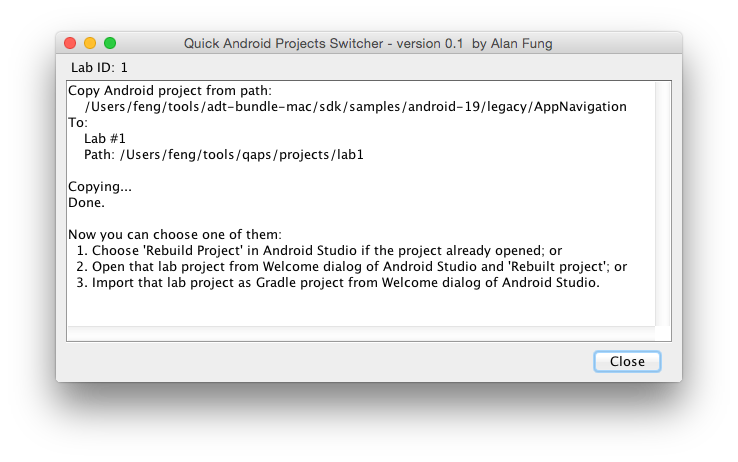 Quick Android Projects Switcher - version 0.1  by Alan Fung
Lab ID: 1
Copy Android project from path:
/Users/feng/tools/adt-bundle-mac/sdk/samples/android-19/legacy/AppNavigation
To:
Lab #1
Path: /Users/feng/tools/qaps/projects/lab1
Copying...
Done.
Now you can choose one of them:
1. Choose 'Rebuild Project' in Android Studio if the project already opened; or
2. Open that lab project from Welcome dialog of Android Studio and 'Rebuilt project'; or
3. Import that lab project as Gradle project from Welcome dialog of Android Studio.
Close